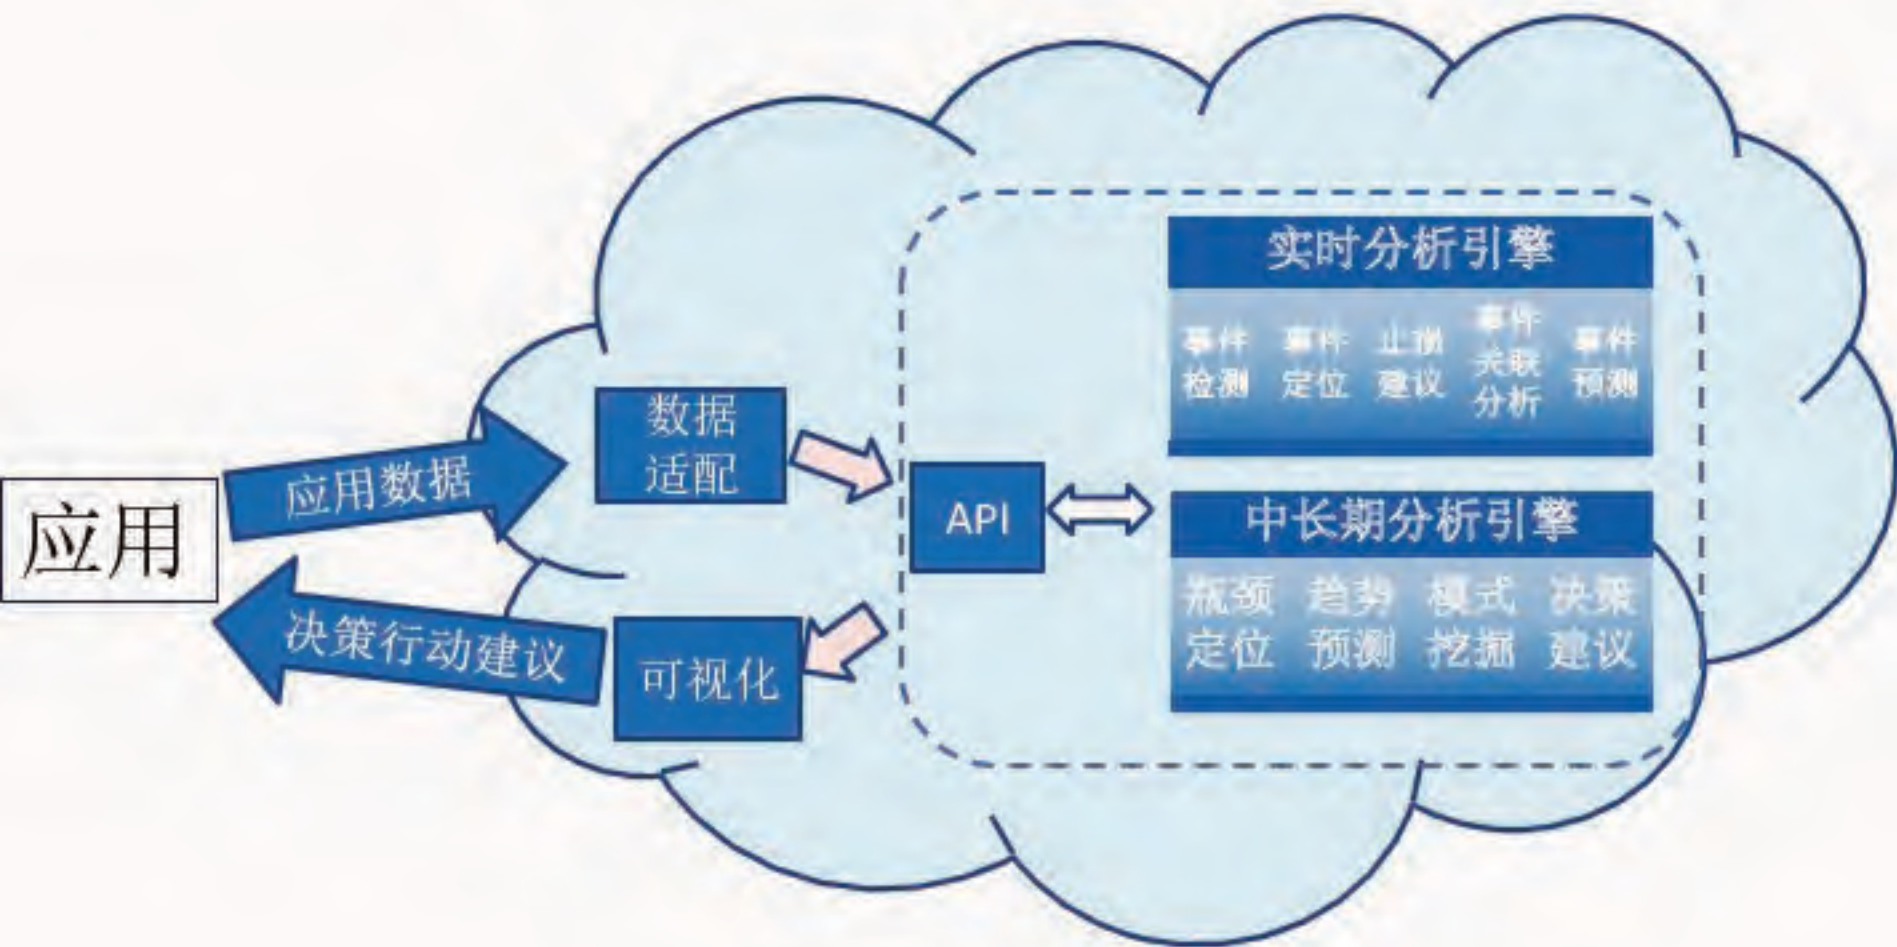 实时分析引擎
事件 事件 止损 事件 事件
检测 定位 建议 关联 预测
分析
数据
适配
应用数据
应用
API
中长期分析引擎
瓶颈 趋势 模式 决策
定位 预测 挖掘 建议
决策行动建议
可视化